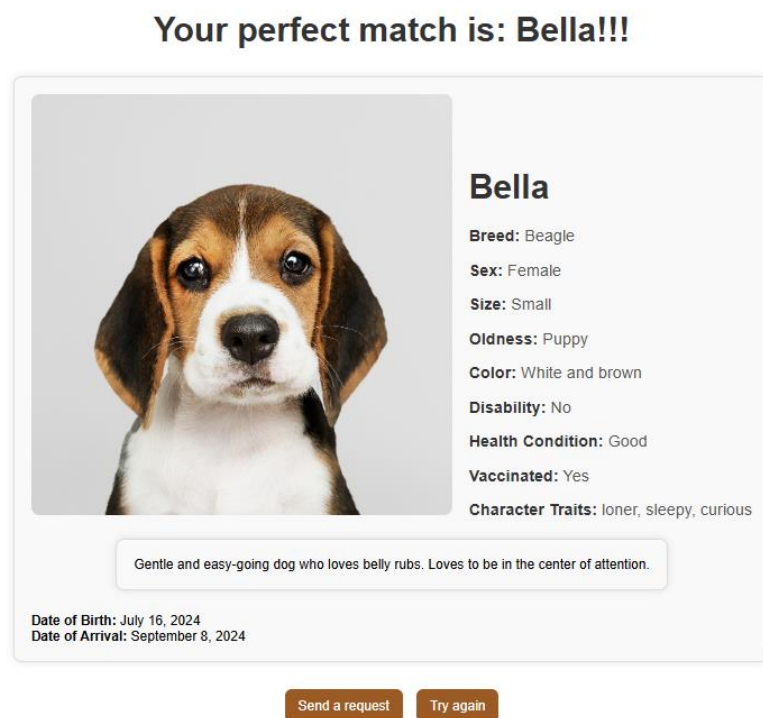 Your perfect match is: Bella!!!
Bella
Breed: Beagle
Sex: Female
Size: Small
Oldness: Puppy
Color: White and brown
Disability: No
Health Condition: Good
Vaccinated: Yes
Character Traits: loner, sleepy, curious
Gentle and easy-going dog who loves belly rubs. Loves to be in the center of attention.
Date of Birth: July 16, 2024
Date of Arrival: September 8, 2024
Send a request
Try again